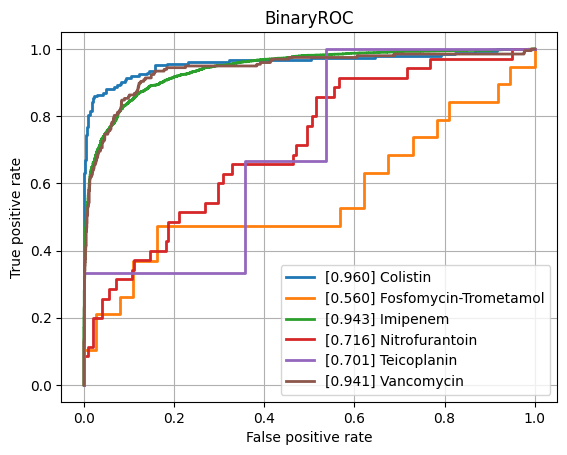 BinaryROC
True positive rate
1.0
0.8
0.6
0.4
0.2
0.0
[0.960] Colistin
[0.560] Fosfomycin-Trometamol
[0.943] Imipenem
[0.716] Nitrofurantoin
[0.701] Teicoplanin
[0.941] Vancomycin
0.0 0.2 0.4 0.6 0.8 1.0
False positive rate